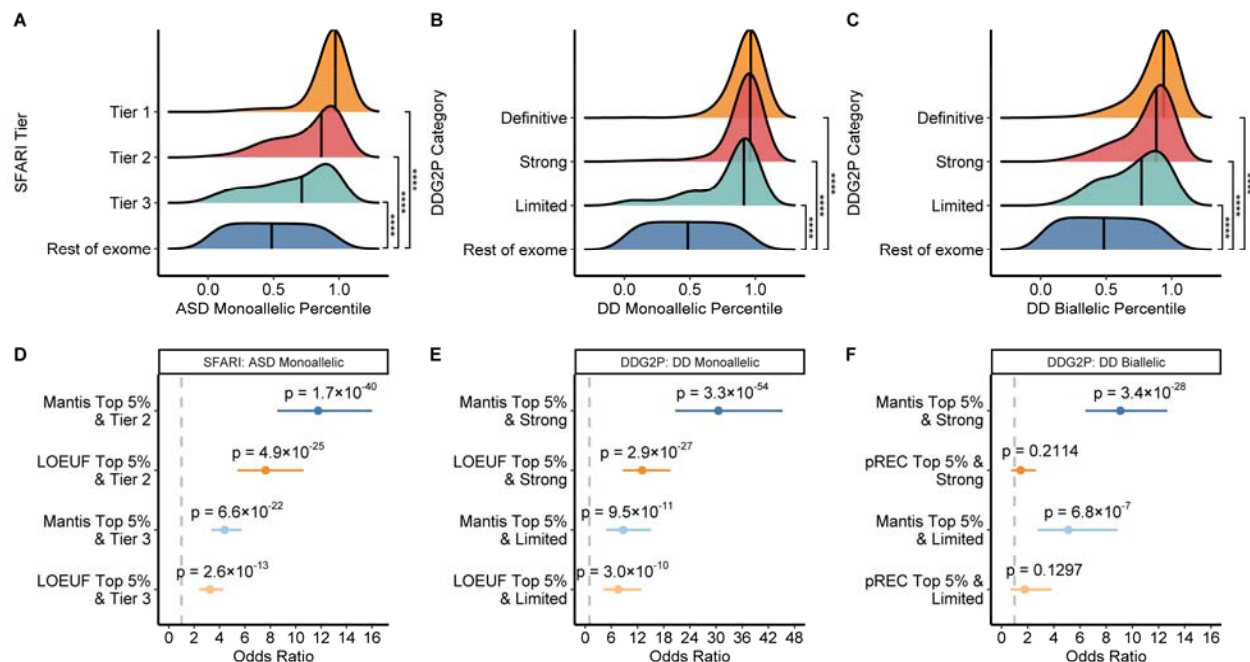 A
SFARI Tier
Tier 1
Tier 2
Tier 3
Rest of exome
****
****
****
0.0 0.5 1.0
ASD Monoallelic Percentile
B
DDG2P Category
Definitive
Strong
Limited
Rest of exome
****
****
****
0.0 0.5 1.0
DD Monoallelic Percentile
C
DDG2P Category
Definitive
Strong
Limited
Rest of exome
****
****
****
0.0 0.5 1.0
DD Biallelic Percentile
D
SFARI: ASD Monoallelic
Mantis Top 5%
& Tier 2
p = 1.7×10⁻⁴⁰
LOEUF Top 5%
& Tier 2
p = 4.9×10⁻²⁵
Mantis Top 5%
& Tier 3
p = 6.6×10⁻²²
LOEUF Top 5%
& Tier 3
p = 2.6×10⁻¹³
0 2 4 6 8 10 12 14 16
Odds Ratio
E
DDG2P: DD Monoallelic
Mantis Top 5%
& Strong
p = 3.3×10⁻⁵⁴
LOEUF Top 5%
& Strong
p = 2.9×10⁻²⁷
Mantis Top 5%
& Limited
p = 9.5×10⁻¹¹
LOEUF Top 5%
& Limited
p = 3.0×10⁻¹⁰
0 6 12 18 24 30 36 42 48
Odds Ratio
F
DDG2P: DD Biallelic
Mantis Top 5%
& Strong
p = 3.4×10⁻²⁸
pREC Top 5% &
Strong
p = 0.2114
Mantis Top 5%
& Limited
p = 6.8×10⁻⁷
pREC Top 5% &
Limited
p = 0.1297
0 2 4 6 8 10 12 14 16
Odds Ratio